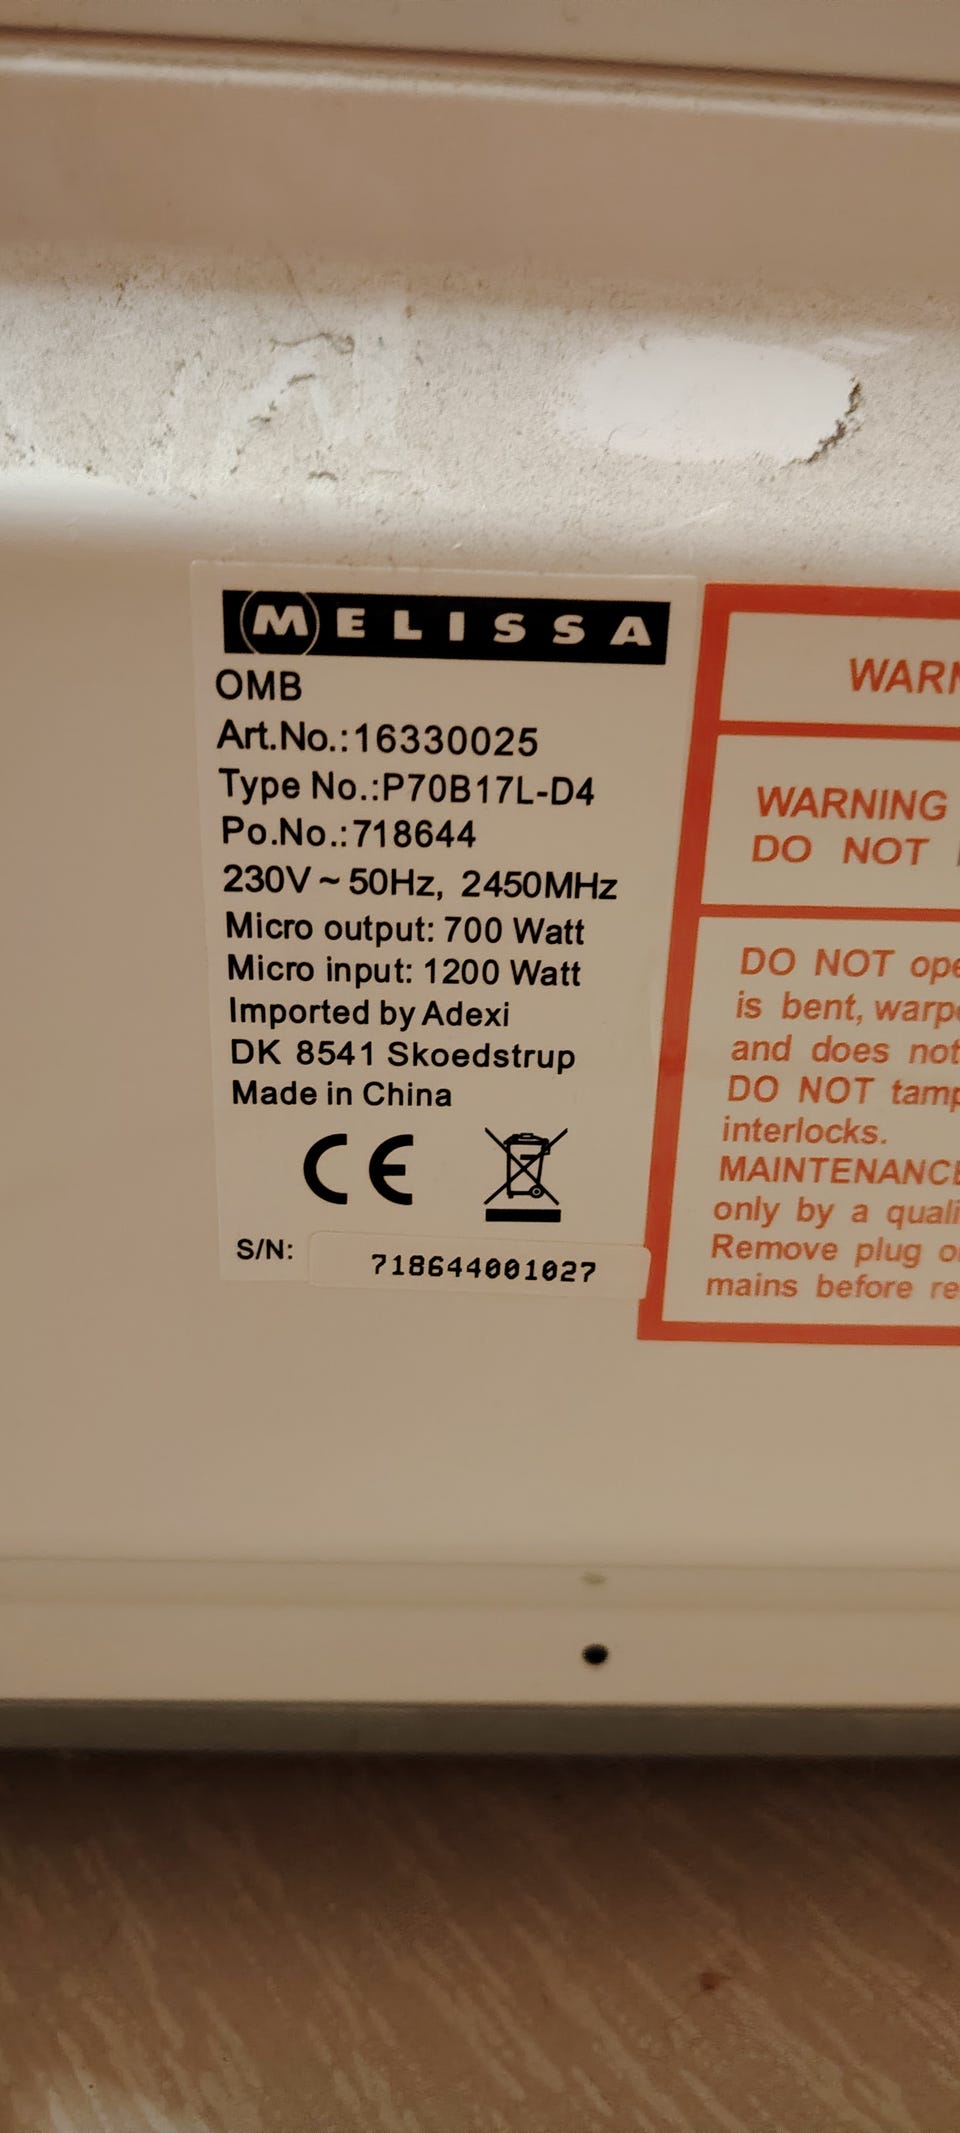 MELISSA
OMB
Art.No.:16330025
Type No.:P70B17L-D4
Po.No.:718644
230V ~ 50Hz, 2450MHz
Micro output: 700 Watt
Micro input: 1200 Watt
Imported by Adexi
DK 8541 Skoedstrup
Made in China
CE
S/N: 718644001027
WARNING
DO NOT
DO NOT
is bent,
and does not
DO NOT
interlocks.
only by a
Remove plug
mains before